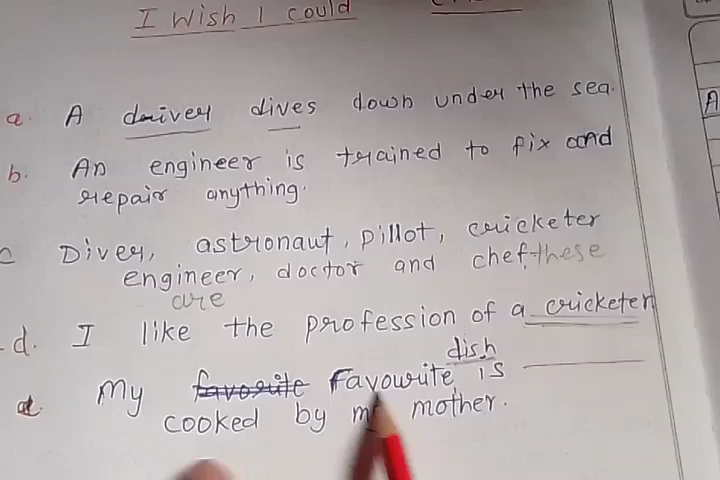 I Wish I Could
a. A driver dives down under the sea.
b. An engineer is trained to fix and
repair anything.
c Diver, astronaut, pillot, cricketer
engineer, doctor and chef these
are
d. I like the profession of a cricketer
dish
d. My favorite Favourite is
cooked by my mother.
A